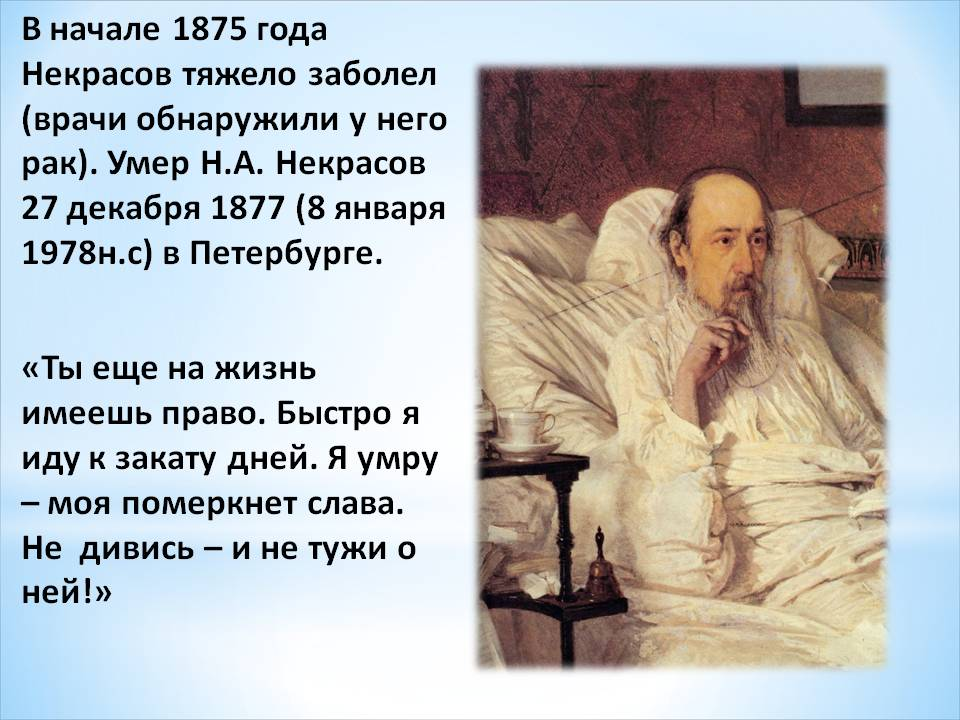 В начале 1875 года
Некрасов тяжело заболел
(врачи обнаружили у него
рак). Умер Н.А. Некрасов
27 декабря 1877 (8 января
1978н.с) в Петербурге.
«Ты еще на жизнь
имеешь право. Быстро я
иду к закату дней. Я умру
– моя померкнет слава.
Не  дивись – и не тужи о
ней!»